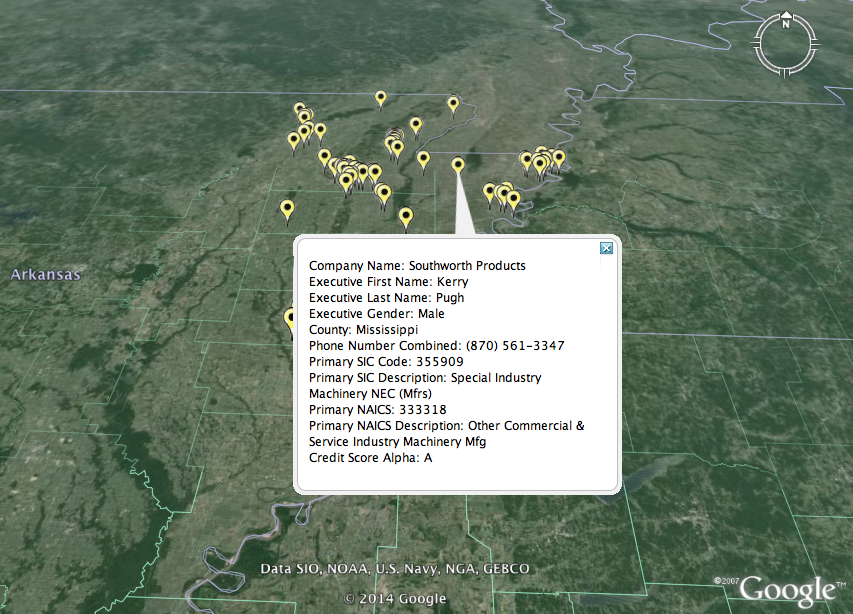 N
Arkansas
Company Name: Southworth Products
Executive First Name: Kerry
Executive Last Name: Pugh
Executive Gender: Male
County: Mississippi
Phone Number Combined: (870) 561-3347
Primary SIC Code: 355909
Primary SIC Description: Special Industry
Machinery NEC (Mfrs)
Primary NAICS: 333318
Primary NAICS Description: Other Commercial &
Service Industry Machinery Mfg
Credit Score Alpha: A
Data SIO, NOAA, U.S. Navy, NGA, GEBCO
© 2014 Google
©2007 Google™